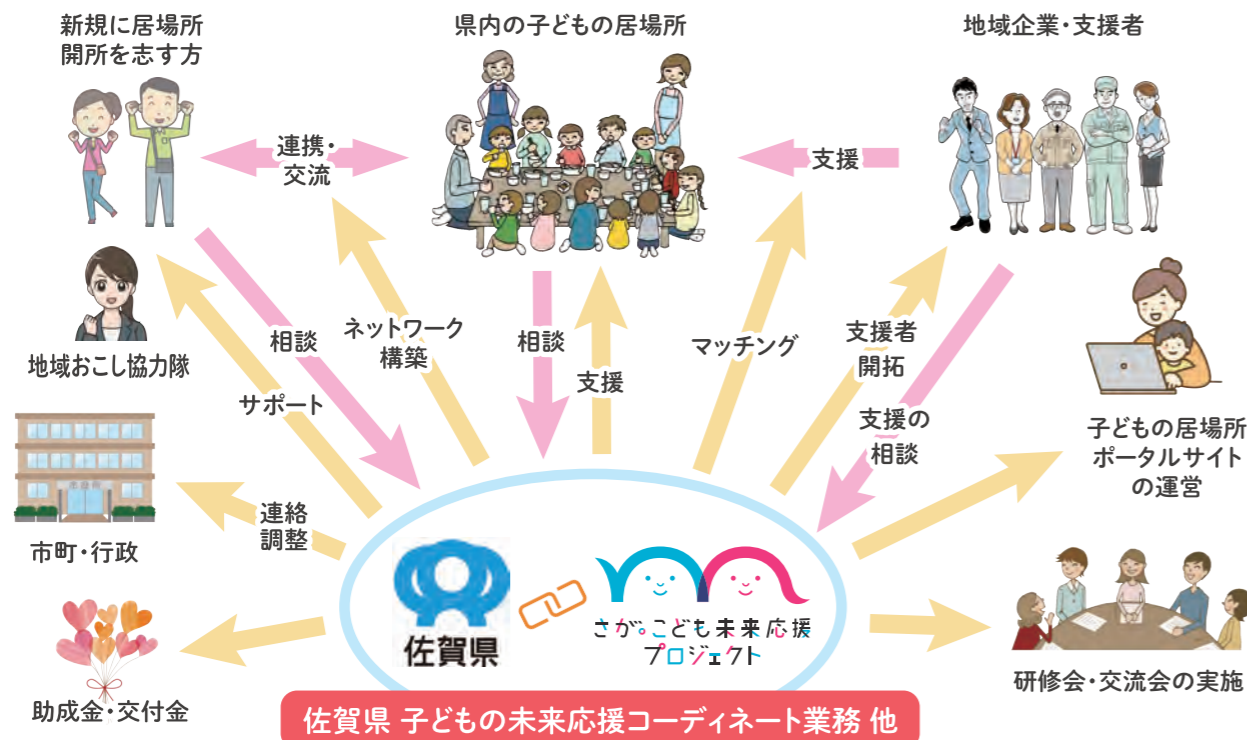 新規に居場所
開所を志す方
県内の子どもの居場所
地域企業・支援者
連携・
交流
支援
地域おこし協力隊
相談
ネットワーク
構築
相談
支援
マッチング
支援者
開拓
支援の
相談
サポート
子どもの居場所
ポータルサイト
の運営
市町・行政
連絡
調整
佐賀県
さが。こども未来応援
プロジェクト
助成金・交付金
研修会・交流会の実施
佐賀県 子どもの未来応援コーディネート業務 他